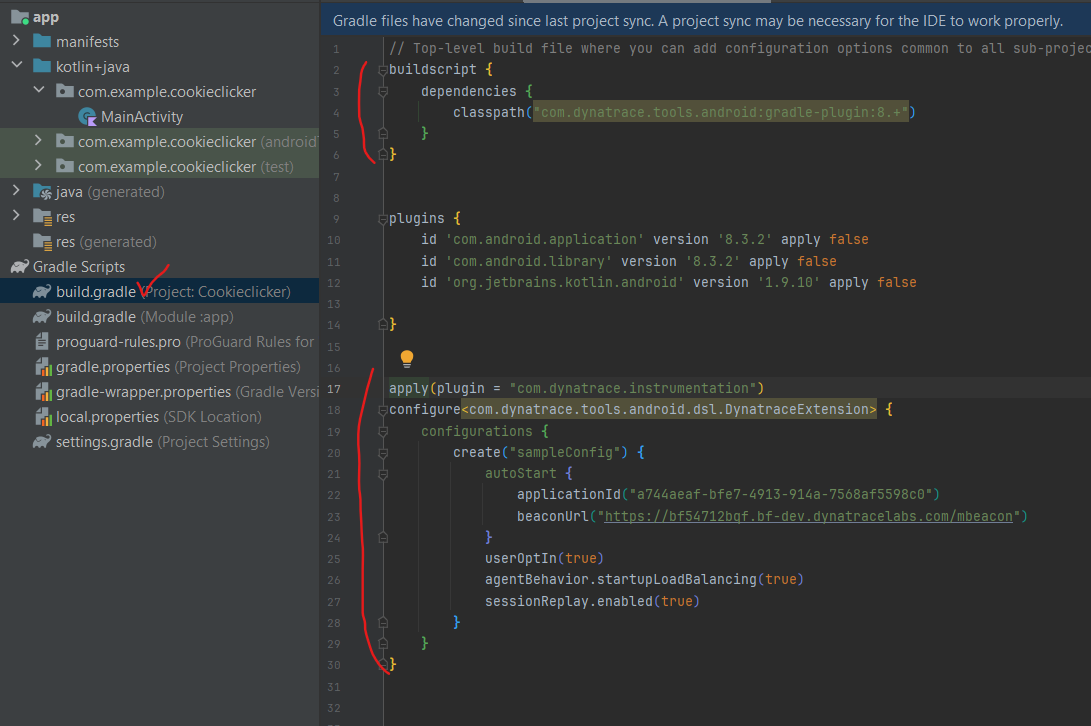 app
manifests
kotlin+java
com.example.cookieclicker
MainActivity
com.example.cookieclicker (android
com.example.cookieclicker (test)
java (generated)
res
res (generated)
Gradle Scripts
build.gradle (Project: Cookieclicker)
build.gradle (Module :app)
proguard-rules.pro (ProGuard Rules for
gradle.properties (Project Properties)
gradle-wrapper.properties (Gradle Versi
local.properties (SDK Location)
settings.gradle (Project Settings)
Gradle files have changed since last project sync. A project sync may be necessary for the IDE to work properly.
1 // Top-level build file where you can add configuration options common to all sub-projec
2 buildscript {
3 dependencies {
4 classpath("com.dynatrace.tools.android:gradle-plugin:8.+")
5 }
6 }
7
8
9 plugins {
10 id 'com.android.application' version '8.3.2' apply false
11 id 'com.android.library' version '8.3.2' apply false
12 id 'org.jetbrains.kotlin.android' version '1.9.10' apply false
13
14 }
15
16
17 apply(plugin = "com.dynatrace.instrumentation")
18 configure<com.dynatrace.tools.android.dsl.DynatraceExtension> {
19 configurations {
20 create("sampleConfig") {
21 autoStart {
22 applicationId("a744aeaf-bfe7-4913-914a-7568af5598c0")
23 beaconUrl("https://bf54712bqf.bf-dev.dynatracelabs.com/mbeacon")
24 }
25 userOptIn(true)
26 agentBehavior.startupLoadBalancing(true)
27 sessionReplay.enabled(true)
28 }
29 }
30 }
31
32